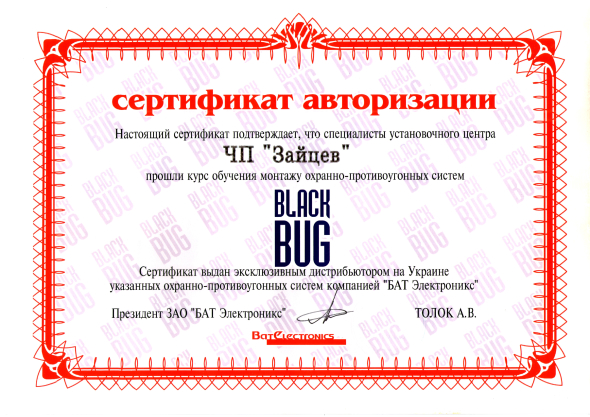 сертификат авторизации
Настоящий сертификат подтверждает, что специалисты установочного центра
ЧП "Зайцев"
прошли курс обучения монтажу охранно-противоугонных систем
BLACK
BUG
Сертификат выдан эксклюзивным дистрибьютором на Украине
указанных охранно-противоугонных систем компанией "БАТ Электроникс"
Президент ЗАО "БАТ Электроникс" ТОЛОК А.В.
BatElectronics